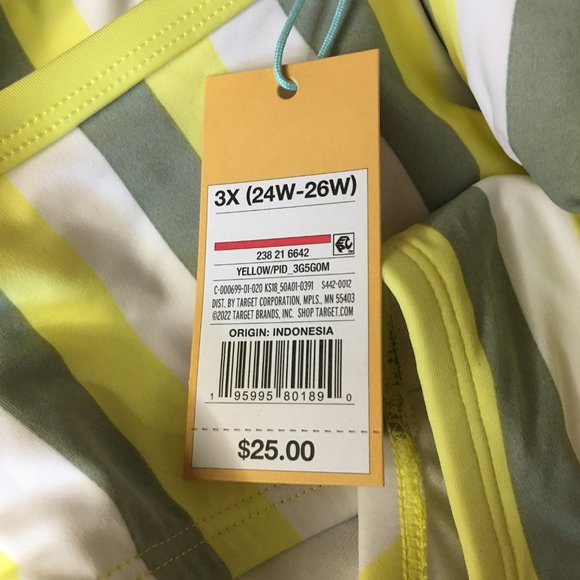 3X (24W-26W)
238 21 6642
YELLOW/PID_3G5G0M
C-000699-01-020 KS18_50A01-0391 S442-0012
DIST. BY TARGET CORPORATION, MPLS., MN 55403
©2022 TARGET BRANDS, INC. SHOP TARGET.COM
ORIGIN: INDONESIA
1 95995 80189 0
$25.00